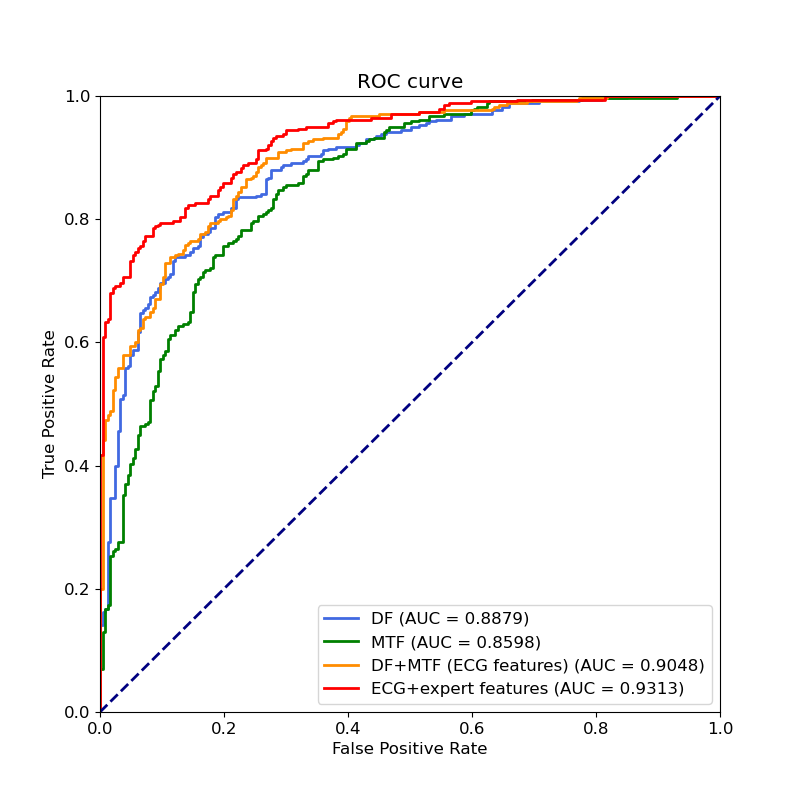 ROC curve
1.0
0.8
0.6
0.4
0.2
0.0
True Positive Rate
DF (AUC = 0.8879)
MTF (AUC = 0.8598)
DF+MTF (ECG features) (AUC = 0.9048)
ECG+expert features (AUC = 0.9313)
0.0 0.2 0.4 0.6 0.8 1.0
False Positive Rate